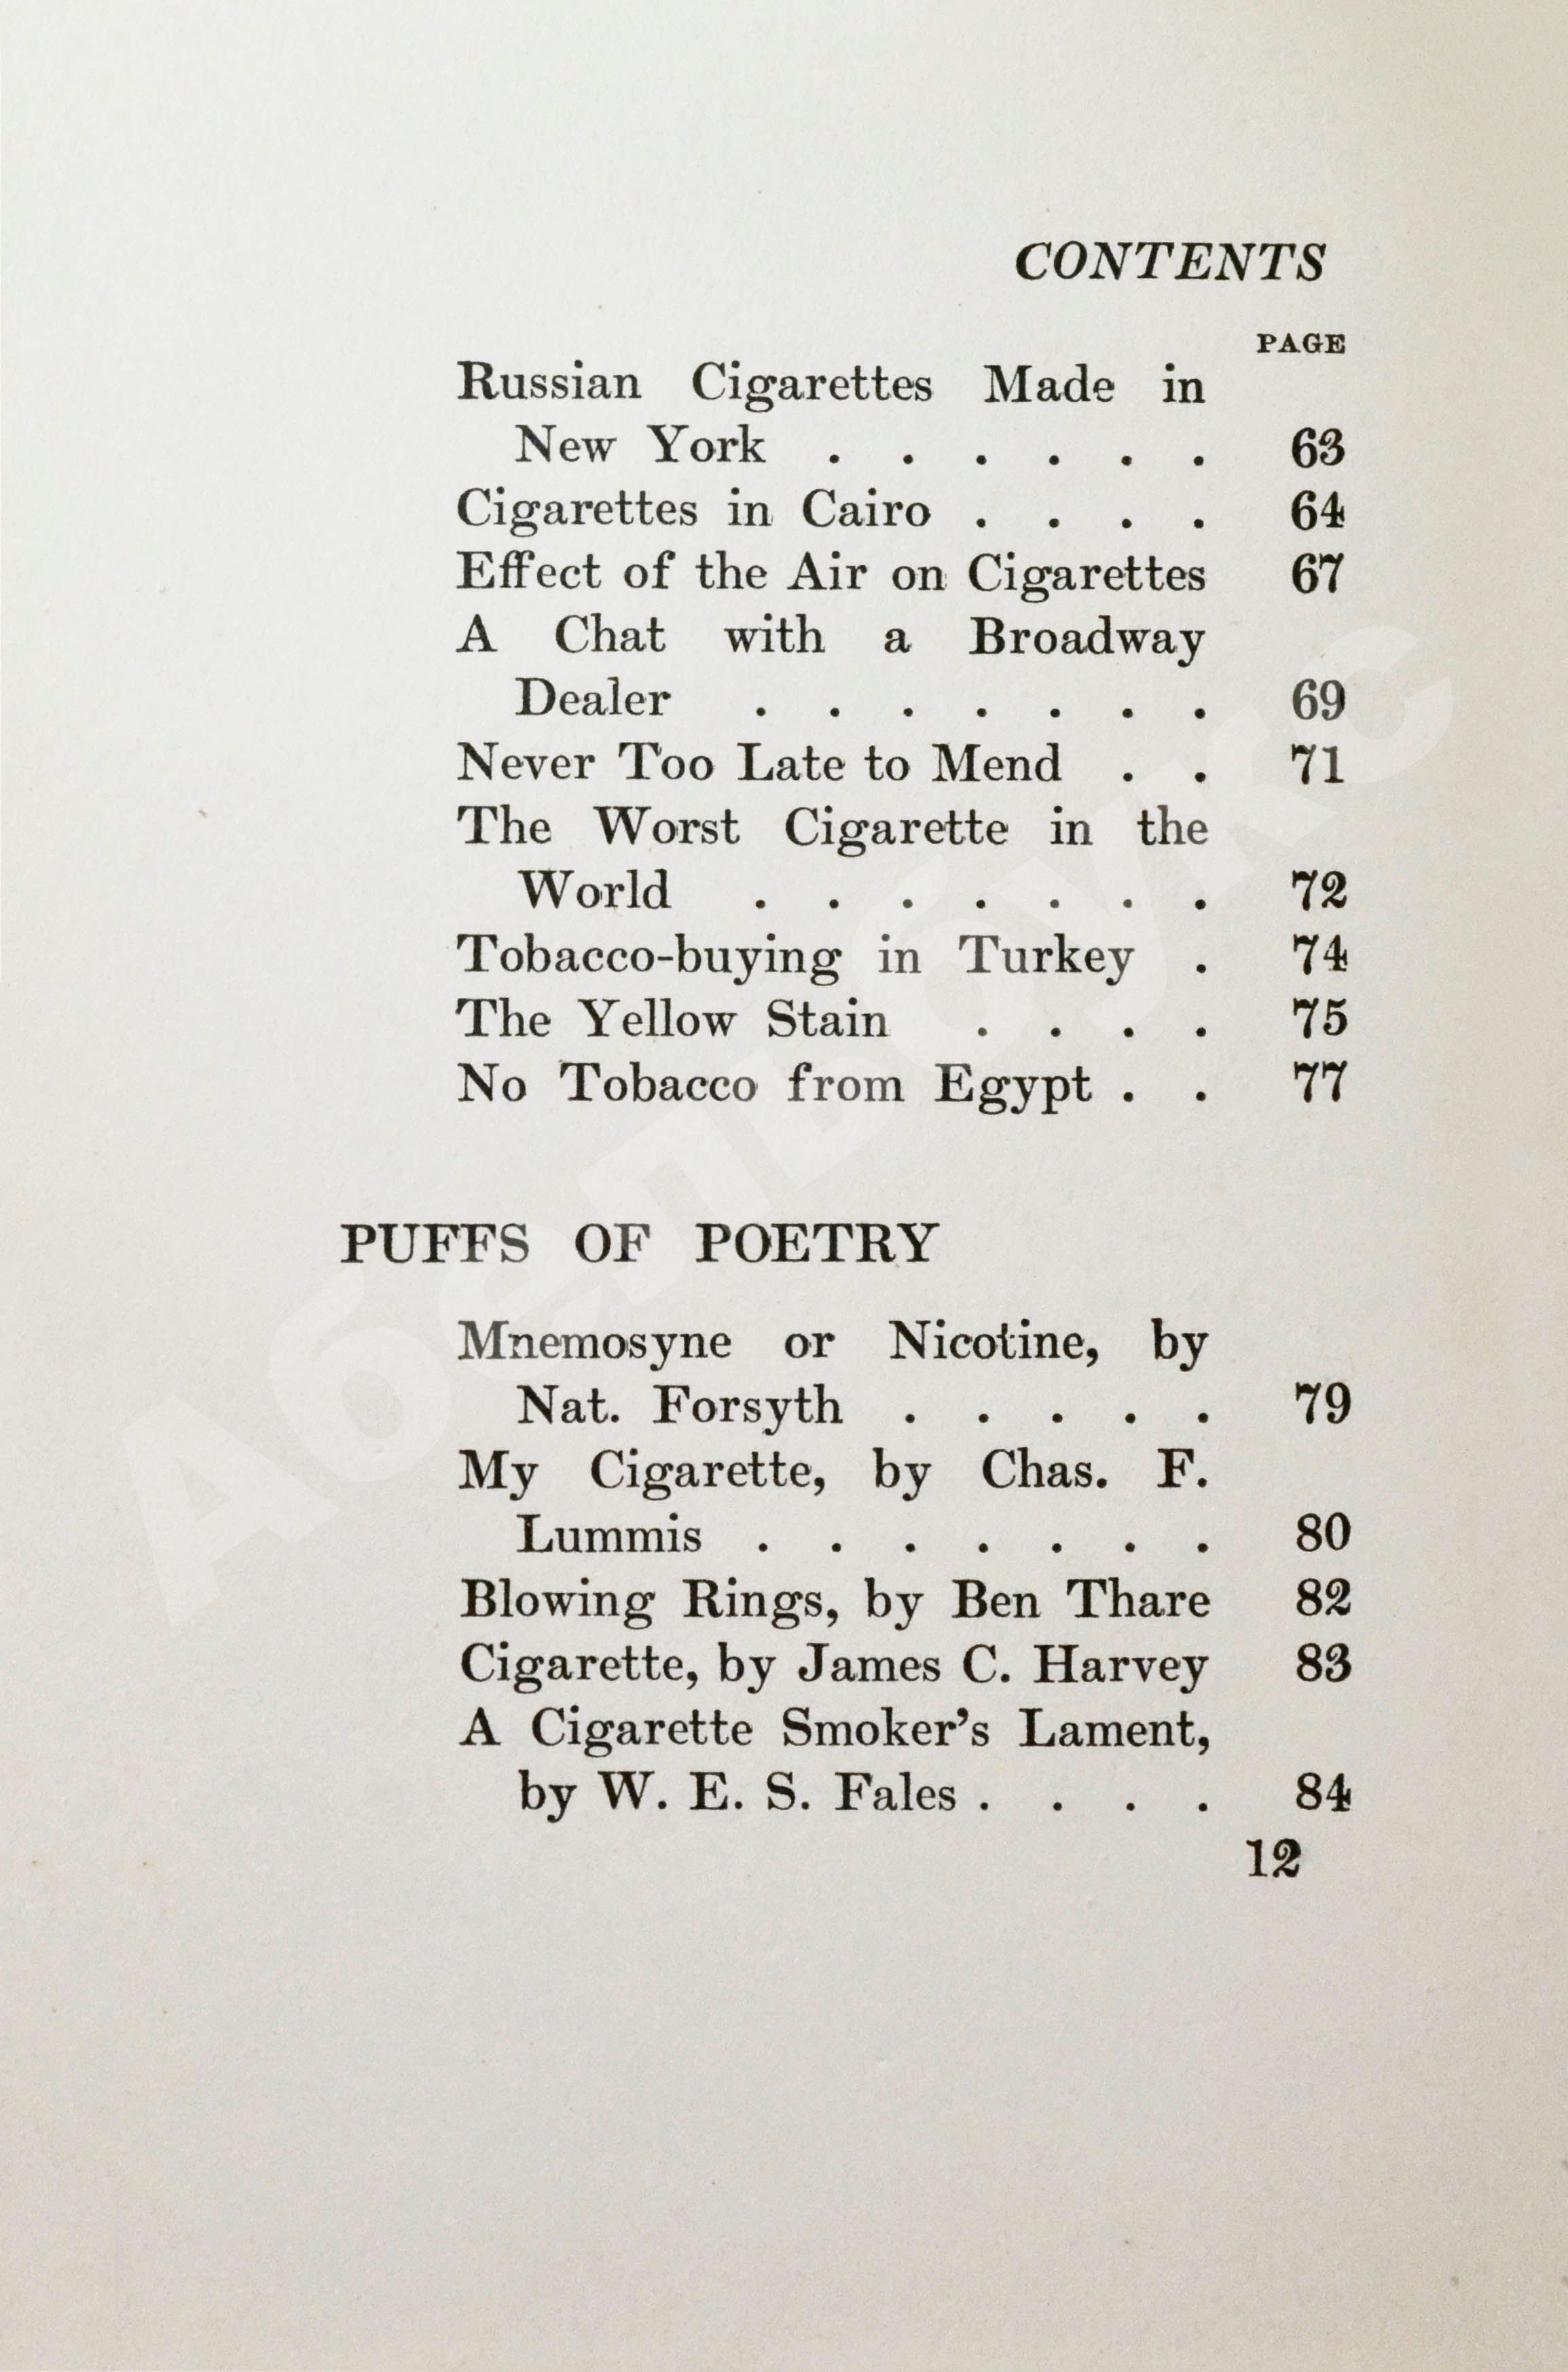 CONTENTS
PAGE
Russian Cigarettes Made in
New York . . . . . . 63
Cigarettes in Cairo . . . . 64
Effect of the Air on Cigarettes 67
A Chat with a Broadway
Dealer . . . . . . . 69
Never Too Late to Mend . . 71
The Worst Cigarette in the
World . . . . . . . 72
Tobacco-buying in Turkey . 74
The Yellow Stain . . . . 75
No Tobacco from Egypt . . 77
PUFFS OF POETRY
Mnemosyne or Nicotine, by
Nat. Forsyth . . . . . 79
My Cigarette, by Chas. F.
Lummis . . . . . . . 80
Blowing Rings, by Ben Thare 82
Cigarette, by James C. Harvey 83
A Cigarette Smoker's Lament,
by W. E. S. Fales . . . . 84
12